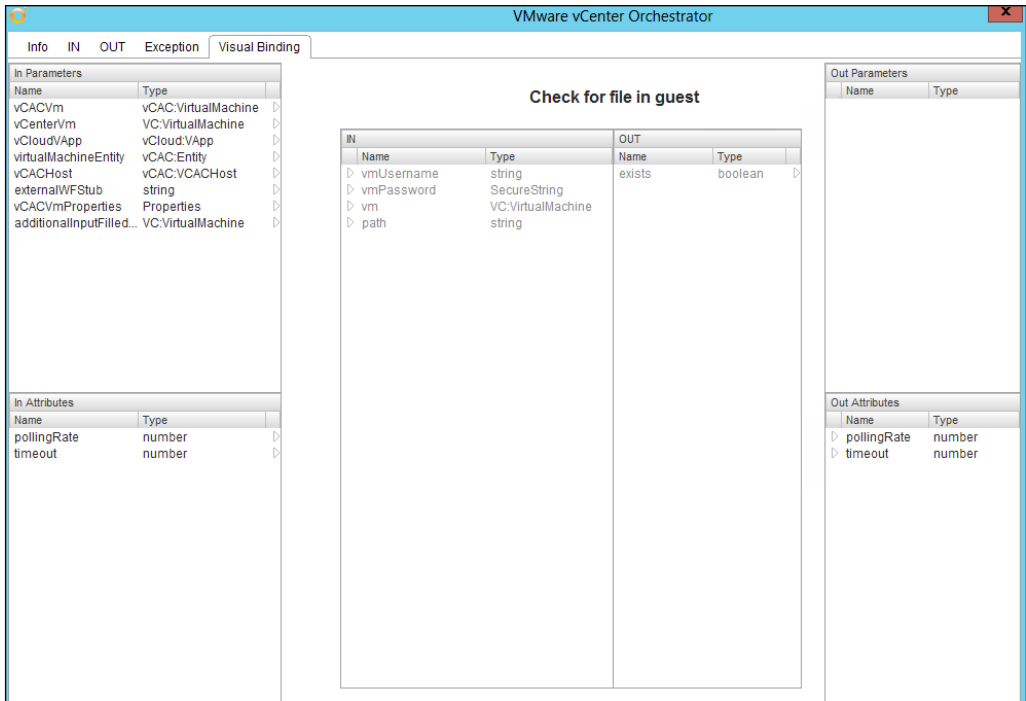 VMware vCenter Orchestrator
X
Info IN OUT Exception Visual Binding
In Parameters
Name Type
vCACVm vCAC:VirtualMachine
vCenterVm VC:VirtualMachine
vCloudVApp vCloud:VApp
virtualMachineEntity vCAC:Entity
vCACHost vCAC:VCACHost
externalWFStub string
vCACVmProperties Properties
additionalInputFilled... VC:VirtualMachine
In Attributes
Name Type
pollingRate number
timeout number
Check for file in guest
IN OUT
Name Type Name Type
vmUsername string exists boolean
vmPassword SecureString
vm VC:VirtualMachine
path string
Out Parameters
Name Type
Out Attributes
Name Type
pollingRate number
timeout number